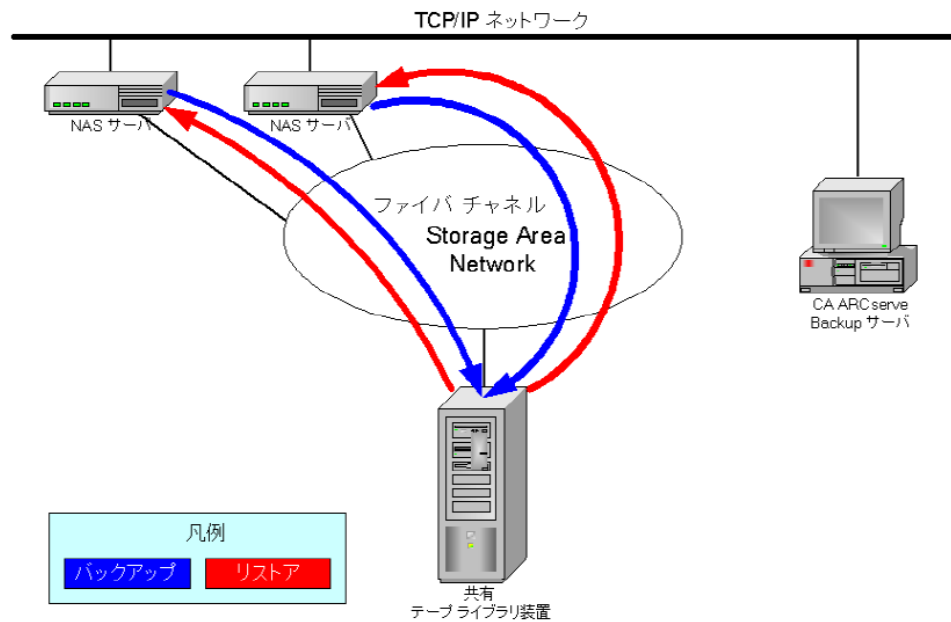 TCP/IP ネットワーク
NAS サーバ
NAS サーバ
ファイバ チャネル
Storage Area
Network
CA ARCserve
Backup サーバ
凡例
バックアップ
リストア
共有
テープ ライブラリ装置